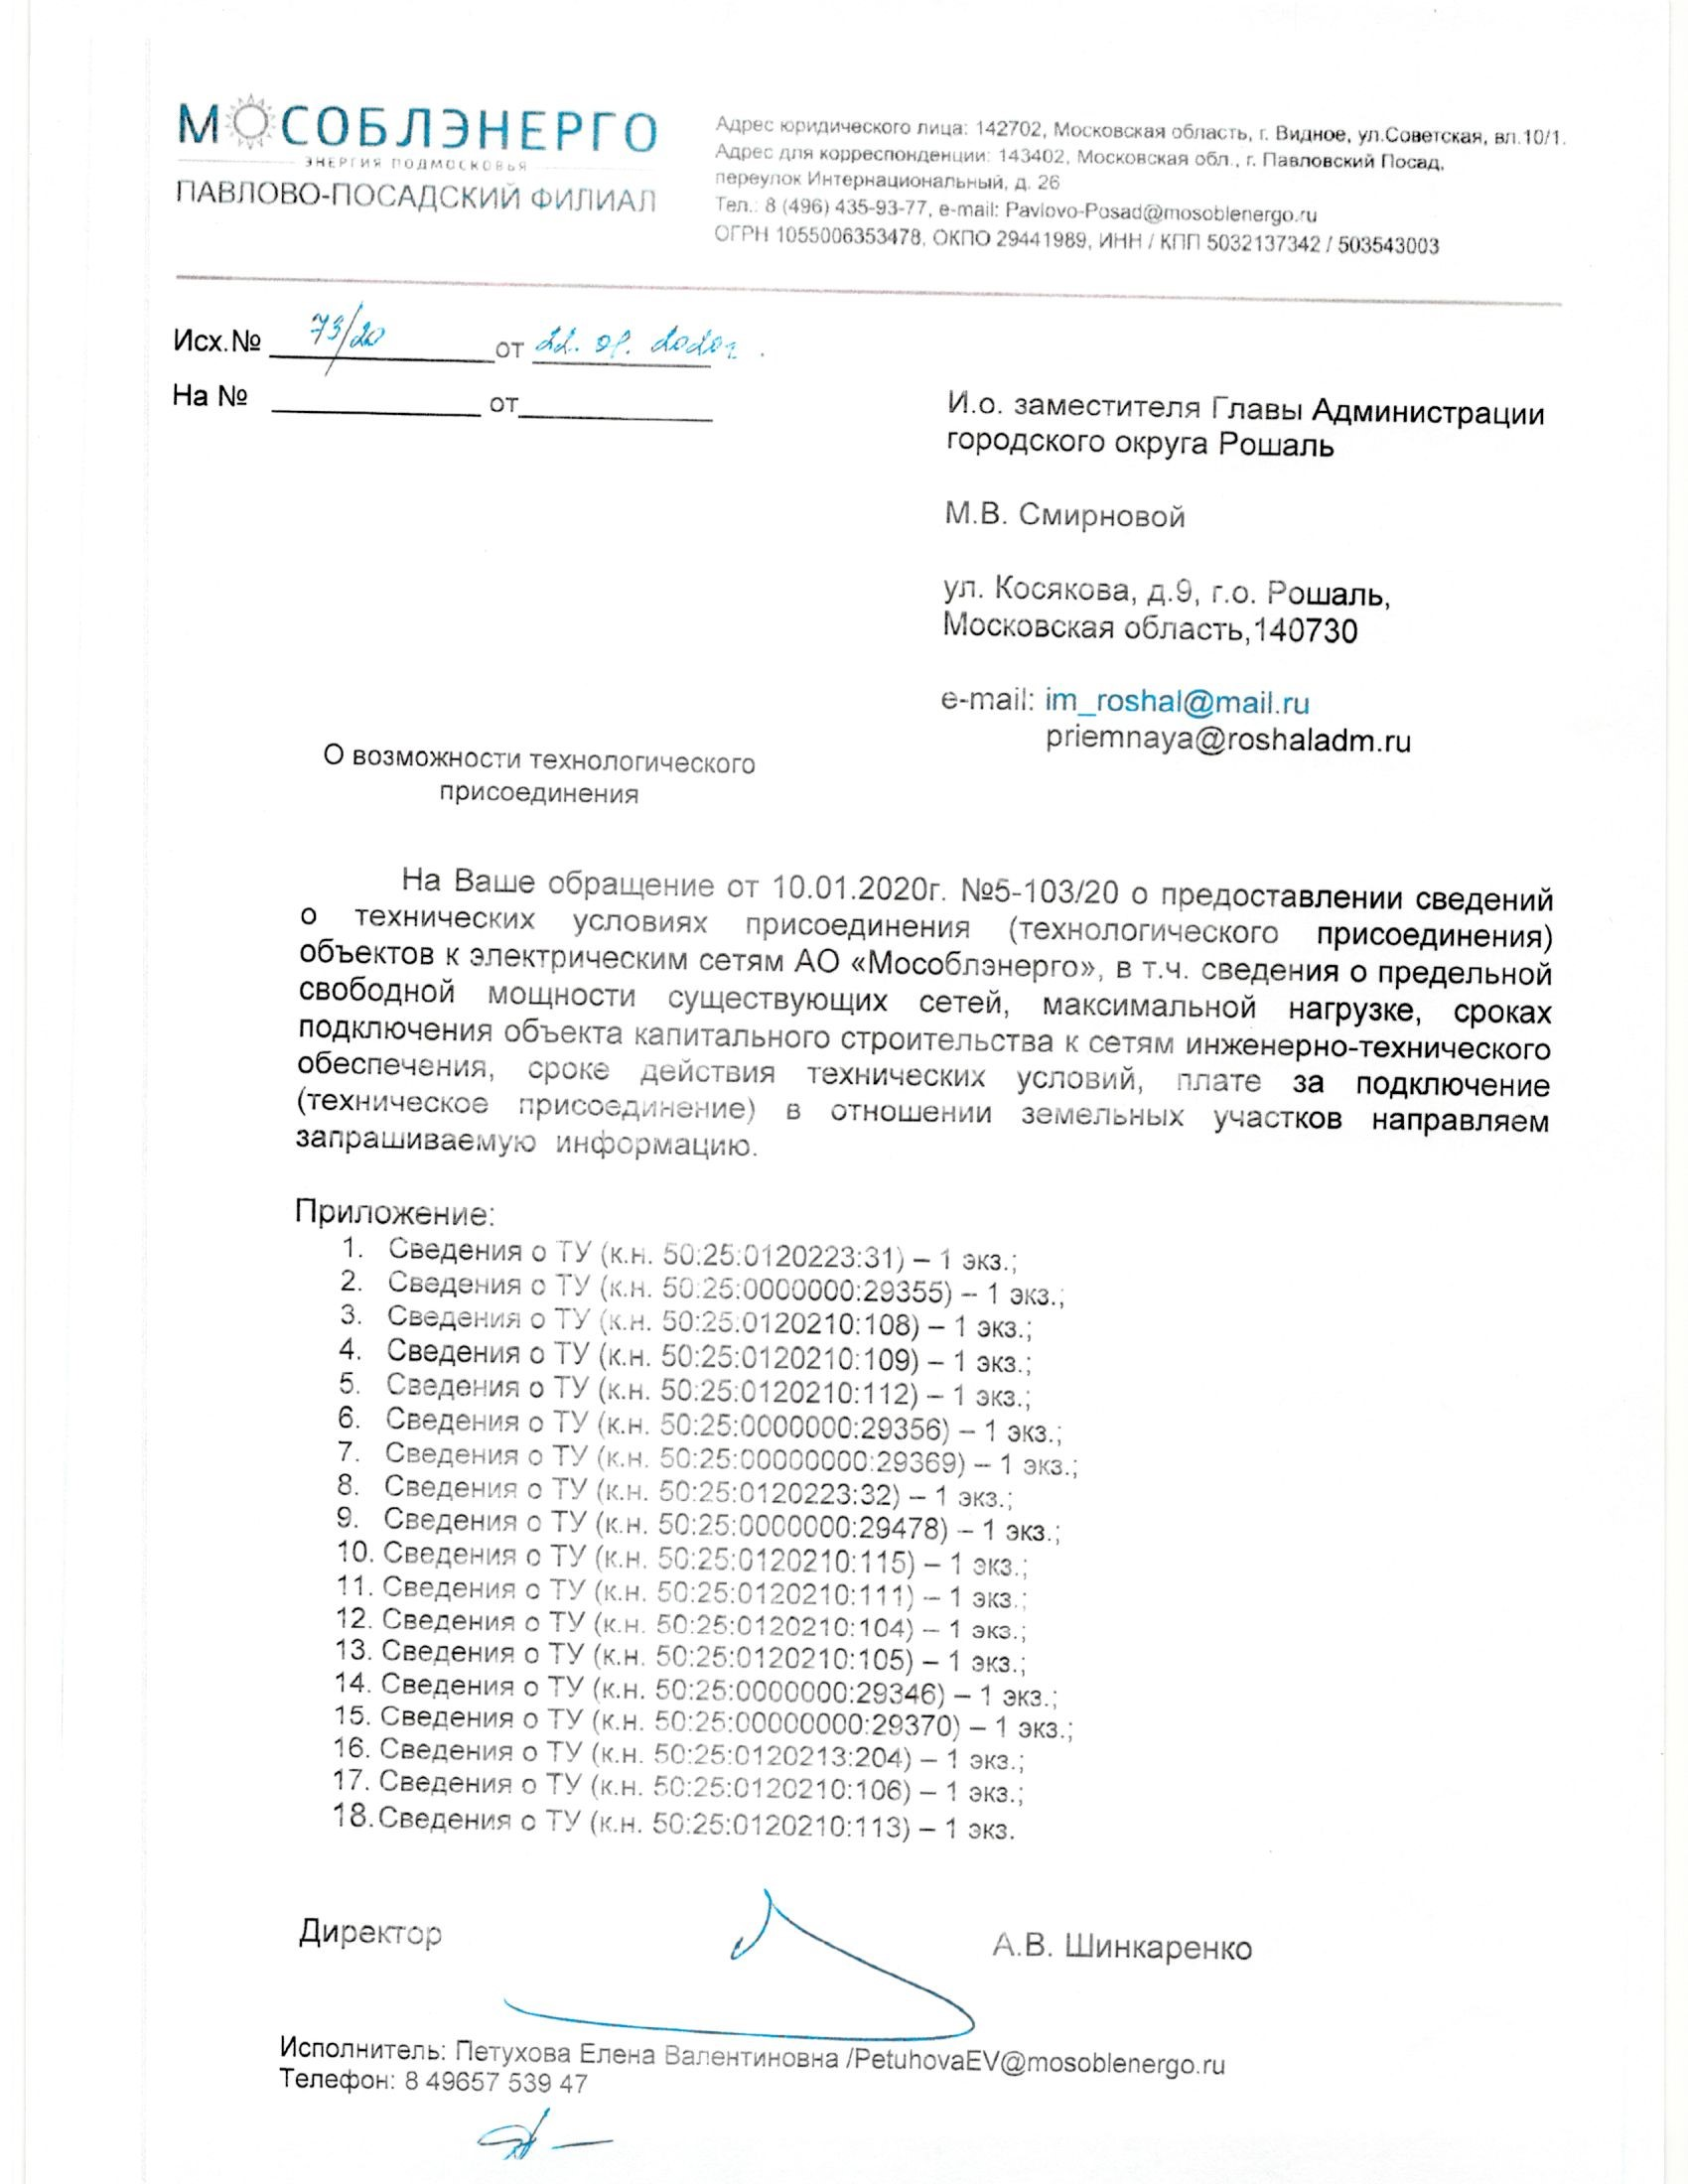 МОСОБЛЭНЕРГО
ЭНЕРГИЯ ПОДМОСКОВЬЯ
ПАВЛОВО-ПОСАДСКИЙ ФИЛИАЛ
Адрес юридического лица: 142702, Московская область, г. Видное, ул.Советская, вл.10/1.
Адрес для корреспонденции: 143402, Московская обл., г. Павловский Посад,
переулок Интернациональный, д. 26
Тел.: 8 (496) 435-93-77, e-mail: Pavlovo-Posad@mosoblenergo.ru
ОГРН 1055006353478, ОКПО 29441989, ИНН / КПП 5032137342 / 503543003
Исх.№ 73/20 от 22. 01. 2020г.
На № от
И.о. заместителя Главы Администрации
городского округа Рошаль
М.В. Смирновой
ул. Косякова, д.9, г.о. Рошаль,
Московская область,140730
e-mail: im_roshal@mail.ru
priemnaya@roshaladm.ru
О возможности технологического
присоединения
На Ваше обращение от 10.01.2020г. №5-103/20 о предоставлении сведений
о технических условиях присоединения (технологического присоединения)
объектов к электрическим сетям АО «Мособлэнерго», в т.ч. сведения о предельной
свободной мощности существующих сетей, максимальной нагрузке, сроках
подключения объекта капитального строительства к сетям инженерно-технического
обеспечения, сроке действия технических условий, плате за подключение
(техническое присоединение) в отношении земельных участков направляем
запрашиваемую информацию.
Приложение:
1. Сведения о ТУ (к.н. 50:25:0120223:31) – 1 экз.;
2. Сведения о ТУ (к.н. 50:25:0000000:29355) – 1 экз.;
3. Сведения о ТУ (к.н. 50:25:0120210:108) – 1 экз.;
4. Сведения о ТУ (к.н. 50:25:0120210:109) – 1 экз.;
5. Сведения о ТУ (к.н. 50:25:0120210:112) – 1 экз.;
6. Сведения о ТУ (к.н. 50:25:0000000:29356) – 1 экз.;
7. Сведения о ТУ (к.н. 50:25:00000000:29369) – 1 экз.;
8. Сведения о ТУ (к.н. 50:25:0120223:32) – 1 экз.;
9. Сведения о ТУ (к.н. 50:25:0000000:29478) – 1 экз.;
10. Сведения о ТУ (к.н. 50:25:0120210:115) – 1 экз.;
11. Сведения о ТУ (к.н. 50:25:0120210:111) – 1 экз.;
12. Сведения о ТУ (к.н. 50:25:0120210:104) – 1 экз.;
13. Сведения о ТУ (к.н. 50:25:0120210:105) – 1 экз.;
14. Сведения о ТУ (к.н. 50:25:0000000:29346) – 1 экз.;
15. Сведения о ТУ (к.н. 50:25:00000000:29370) – 1 экз.;
16. Сведения о ТУ (к.н. 50:25:0120213:204) – 1 экз.;
17. Сведения о ТУ (к.н. 50:25:0120210:106) – 1 экз.;
18. Сведения о ТУ (к.н. 50:25:0120210:113) – 1 экз.
Директор А.В. Шинкаренко
Исполнитель: Петухова Елена Валентиновна /PetuhovaEV@mosoblenergo.ru
Телефон: 8 49657 539 47